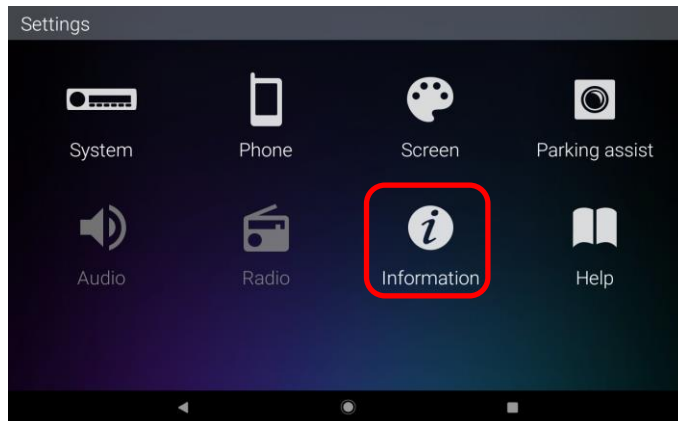 Settings
System Phone Screen Parking assist
Audio Radio Information Help